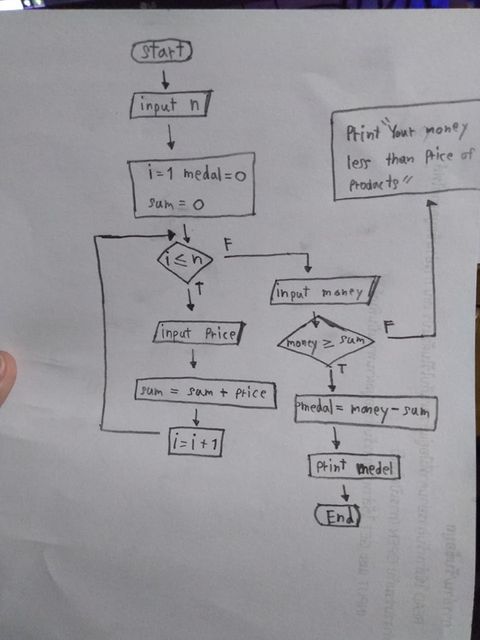 Start
input n
i=1 medal=0
sum = 0
i ≤ n
F
T
input Price
sum = sum + price
i=i+1
input money
money ≥ sum
F
T
medal = money - sum
print medel
End
Print "Your money
less than Price of
Products"